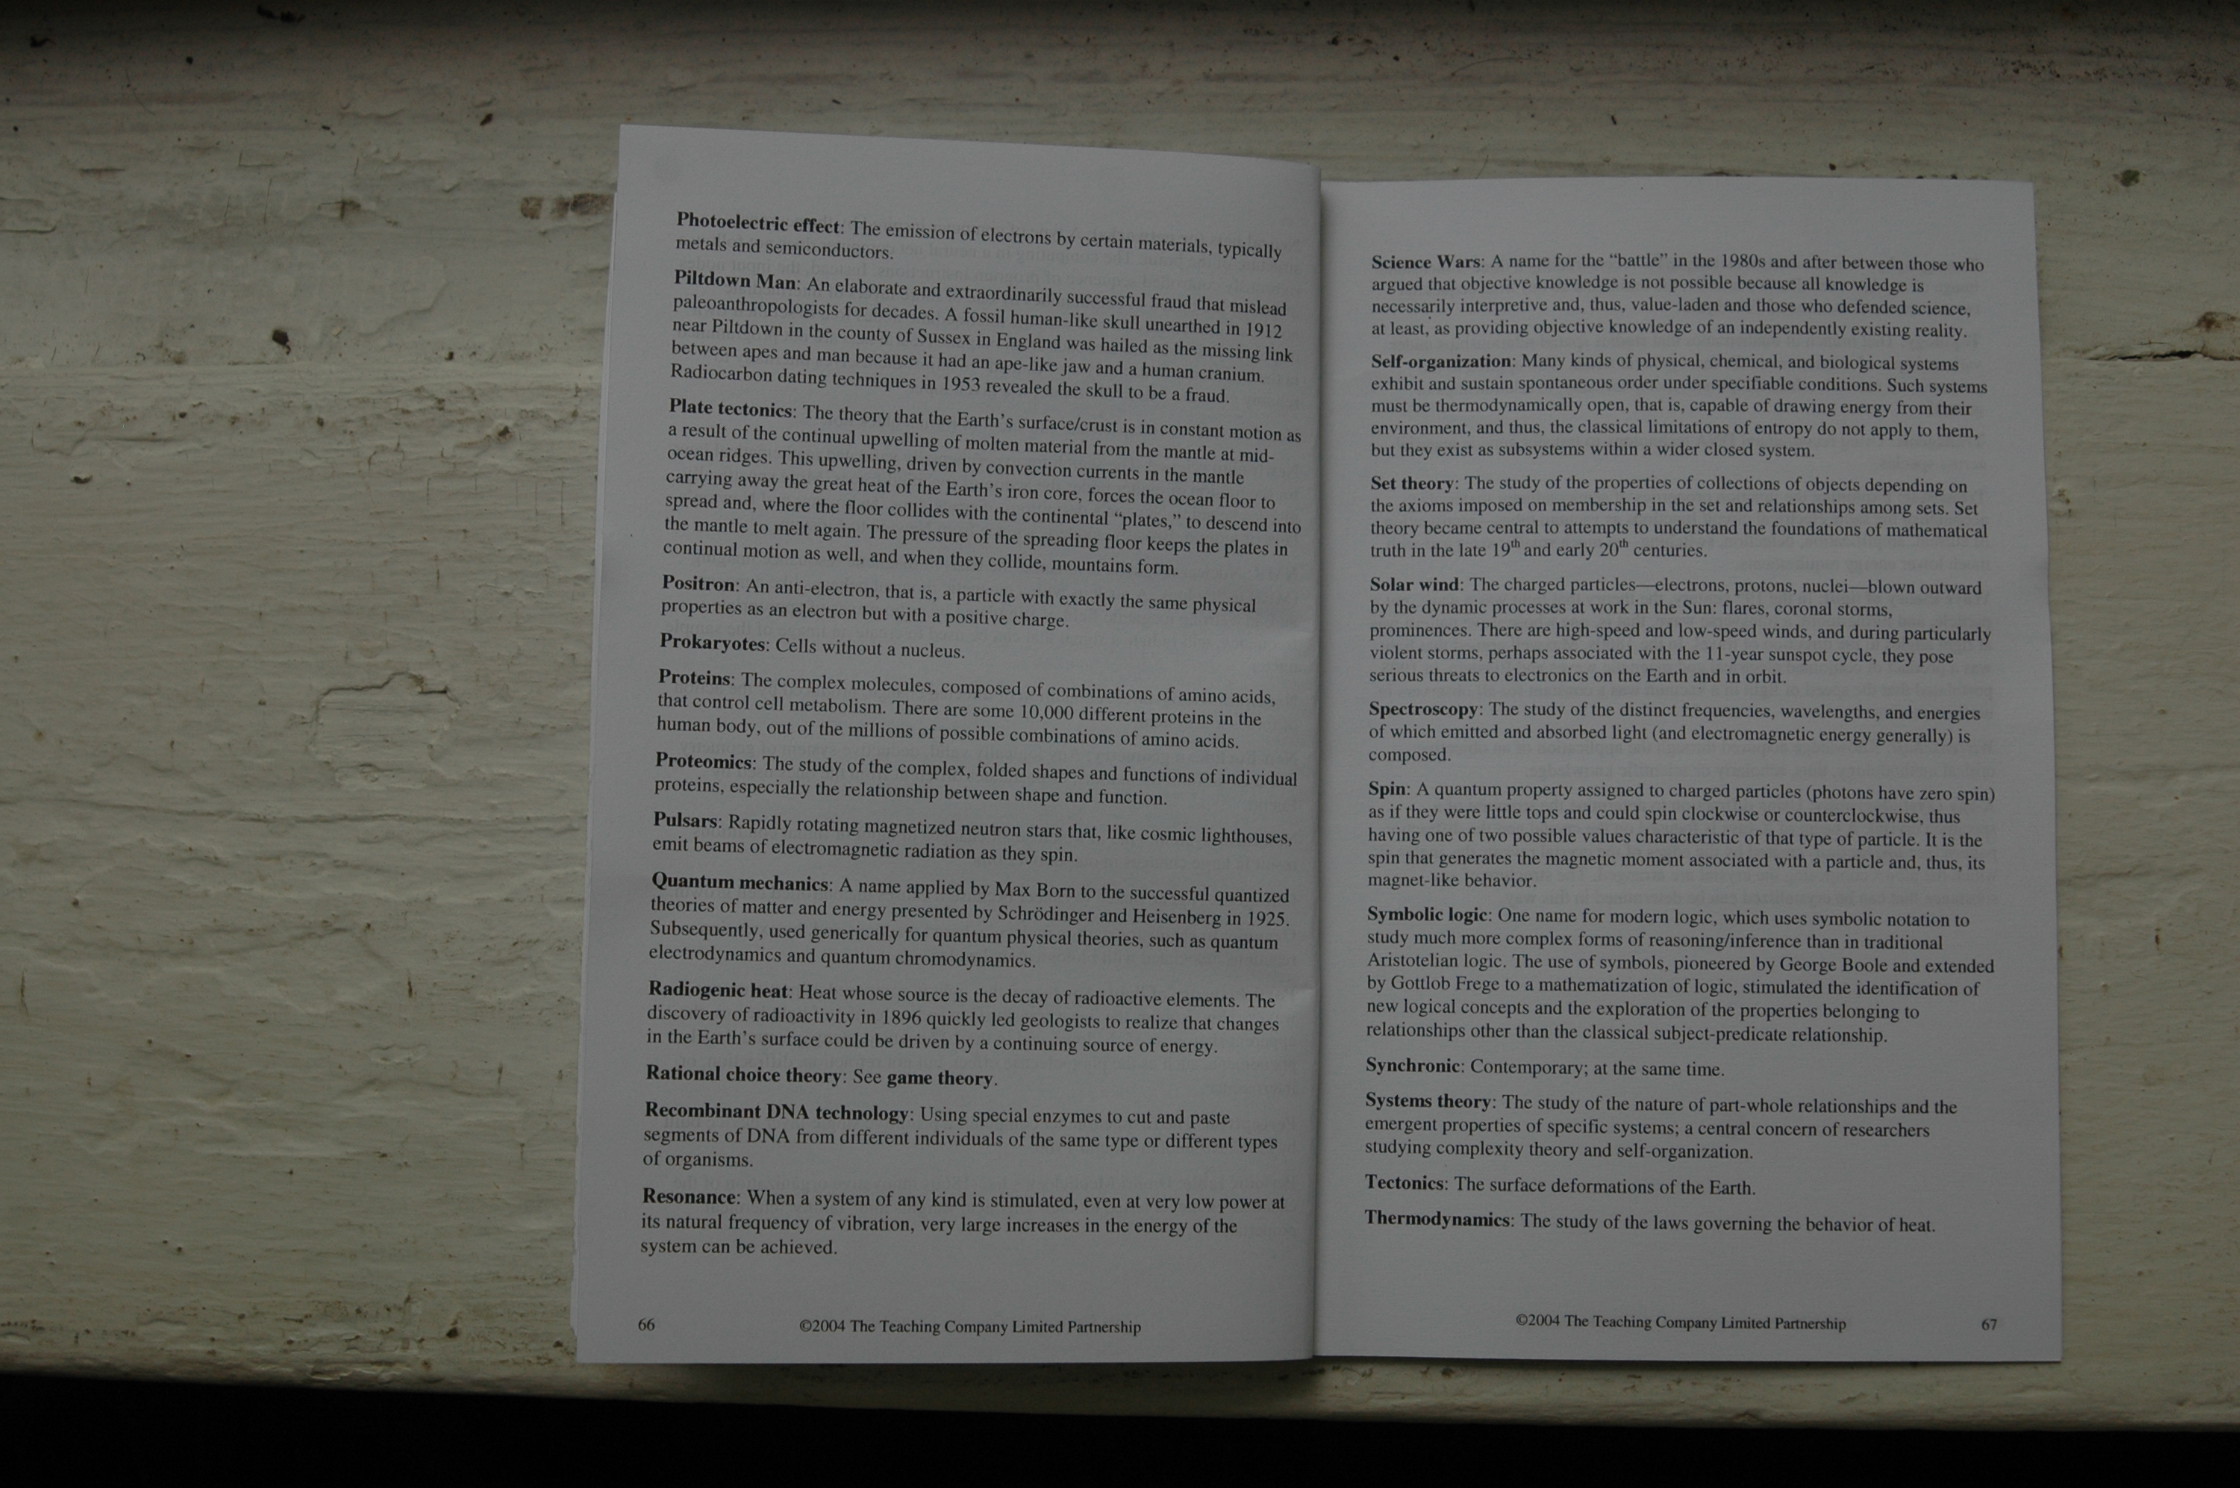 Photoelectric effect: The emission of electrons by certain materials, typically
metals and semiconductors.
Piltdown Man: An elaborate and extraordinarily successful fraud that mislead
paleoanthropologists for decades. A fossil human-like skull unearthed in 1912
near Piltdown in the county of Sussex in England was hailed as the missing link
between apes and man because it had an ape-like jaw and a human cranium.
Radiocarbon dating techniques in 1953 revealed the skull to be a fraud.
Plate tectonics: The theory that the Earth's surface/crust is in constant motion as
a result of the continual upwelling of molten material from the mantle at mid-
ocean ridges. This upwelling, driven by convection currents in the mantle
carrying away the great heat of the Earth's iron core, forces the ocean floor to
spread and, where the floor collides with the continental “plates,” to descend into
the mantle to melt again. The pressure of the spreading floor keeps the plates in
continual motion as well, and when they collide, mountains form.
Positron: An anti-electron, that is, a particle with exactly the same physical
properties as an electron but with a positive charge.
Prokaryotes: Cells without a nucleus.
Proteins: The complex molecules, composed of combinations of amino acids,
that control cell metabolism. There are some 10,000 different proteins in the
human body, out of the millions of possible combinations of amino acids.
Proteomics: The study of the complex, folded shapes and functions of individual
proteins, especially the relationship between shape and function.
Pulsars: Rapidly rotating magnetized neutron stars that, like cosmic lighthouses,
emit beams of electromagnetic radiation as they spin.
Quantum mechanics: A name applied by Max Born to the successful quantized
theories of matter and energy presented by Schrödinger and Heisenberg in 1925.
Subsequently, used generically for quantum physical theories, such as quantum
electrodynamics and quantum chromodynamics.
Radiogenic heat: Heat whose source is the decay of radioactive elements. The
discovery of radioactivity in 1896 quickly led geologists to realize that changes
in the Earth's surface could be driven by a continuing source of energy.
Rational choice theory: See game theory.
Recombinant DNA technology: Using special enzymes to cut and paste
segments of DNA from different individuals of the same type or different types
of organisms.
Resonance: When a system of any kind is stimulated, even at very low power at
its natural frequency of vibration, very large increases in the energy of the
system can be achieved.
66 ©2004 The Teaching Company Limited Partnership
Science Wars: A name for the “battle” in the 1980s and after between those who
argued that objective knowledge is not possible because all knowledge is
necessarily interpretive and, thus, value-laden and those who defended science,
at least, as providing objective knowledge of an independently existing reality.
Self-organization: Many kinds of physical, chemical, and biological systems
exhibit and sustain spontaneous order under specifiable conditions. Such systems
must be thermodynamically open, that is, capable of drawing energy from their
environment, and thus, the classical limitations of entropy do not apply to them,
but they exist as subsystems within a wider closed system.
Set theory: The study of the properties of collections of objects depending on
the axioms imposed on membership in the set and relationships among sets. Set
theory became central to attempts to understand the foundations of mathematical
truth in the late 19th and early 20th centuries.
Solar wind: The charged particles—electrons, protons, nuclei—blown outward
by the dynamic processes at work in the Sun: flares, coronal storms,
prominences. There are high-speed and low-speed winds, and during particularly
violent storms, perhaps associated with the 11-year sunspot cycle, they pose
serious threats to electronics on the Earth and in orbit.
Spectroscopy: The study of the distinct frequencies, wavelengths, and energies
of which emitted and absorbed light (and electromagnetic energy generally) is
composed.
Spin: A quantum property assigned to charged particles (photons have zero spin)
as if they were little tops and could spin clockwise or counterclockwise, thus
having one of two possible values characteristic of that type of particle. It is the
spin that generates the magnetic moment associated with a particle and, thus, its
magnet-like behavior.
Symbolic logic: One name for modern logic, which uses symbolic notation to
study much more complex forms of reasoning/inference than in traditional
Aristotelian logic. The use of symbols, pioneered by George Boole and extended
by Gottlob Frege to a mathematization of logic, stimulated the identification of
new logical concepts and the exploration of the properties belonging to
relationships other than the classical subject-predicate relationship.
Synchronic: Contemporary; at the same time.
Systems theory: The study of the nature of part-whole relationships and the
emergent properties of specific systems; a central concern of researchers
studying complexity theory and self-organization.
Tectonics: The surface deformations of the Earth.
Thermodynamics: The study of the laws governing the behavior of heat.
©2004 The Teaching Company Limited Partnership 67